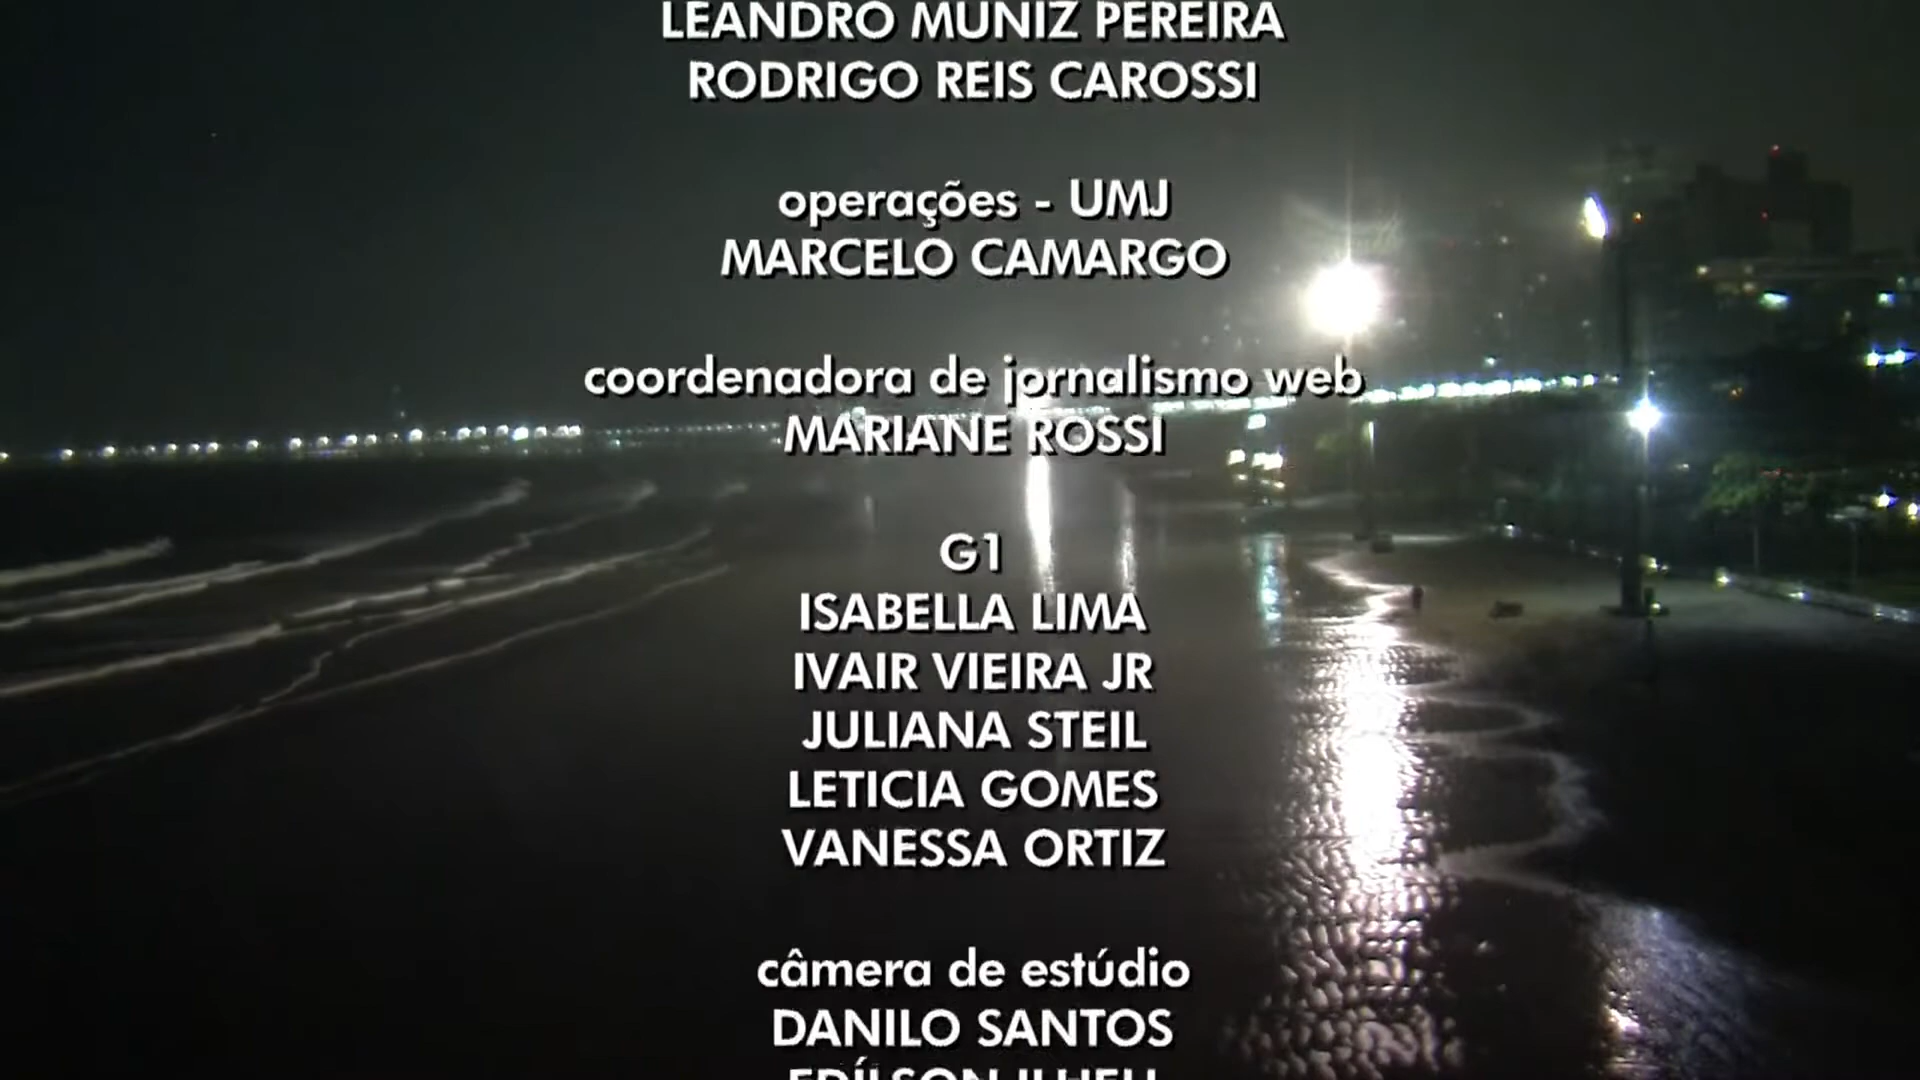 LEANDRO MUNIZ PEREIRA
RODRIGO REIS CAROSSI
operações - UMJ
MARCELO CAMARGO
coordenadora de jornalismo web
MARIANE ROSSI
G1
ISABELLA LIMA
IVAIR VIEIRA JR
JULIANA STEIL
LETICIA GOMES
VANESSA ORTIZ
câmera de estúdio
DANILO SANTOS